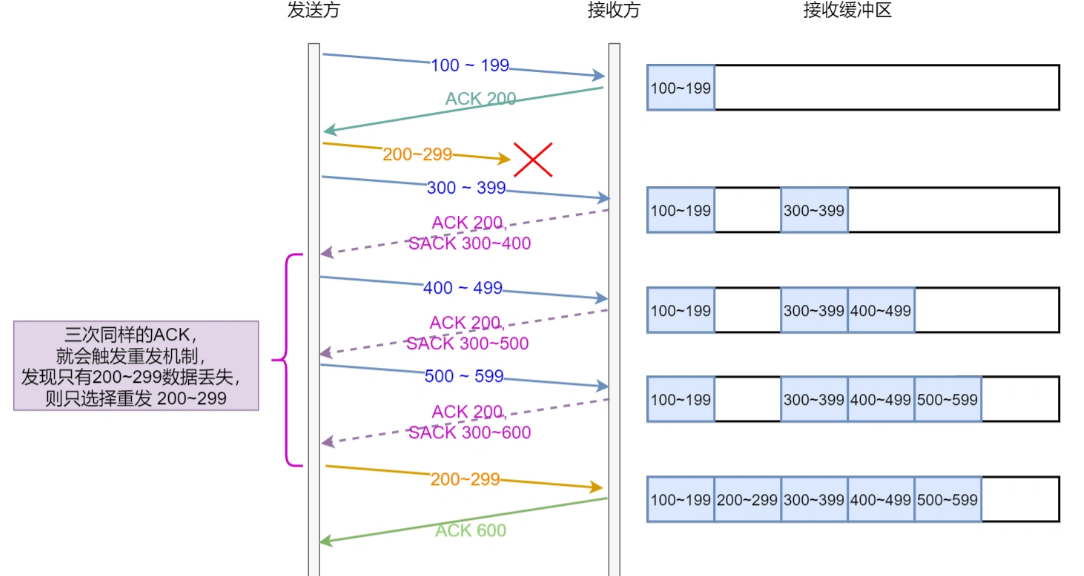 发送方 接收方 接收缓冲区
100 ~ 199
100~199
ACK 200
200~299
300 ~ 399
100~199 300~399
ACK 200,
SACK 300~400
400 ~ 499
100~199 300~399 400~499
ACK 200,
SACK 300~500
三次同样的ACK,
就会触发重发机制,
发现只有200~299数据丢失,
则只选择重发 200~299
500 ~ 599
100~199 300~399 400~499 500~599
ACK 200,
SACK 300~600
200~299
100~199 200~299 300~399 400~499 500~599
ACK 600